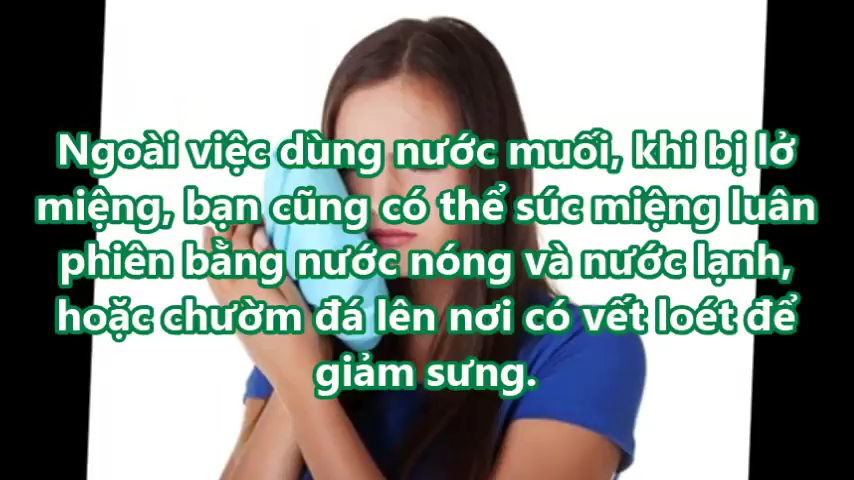 Ngoài việc dùng nước muối, khi bị lở
miệng, bạn cũng có thể súc miệng luân
phiên bằng nước nóng và nước lạnh,
hoặc chườm đá lên nơi có vết loét để
giảm sưng.